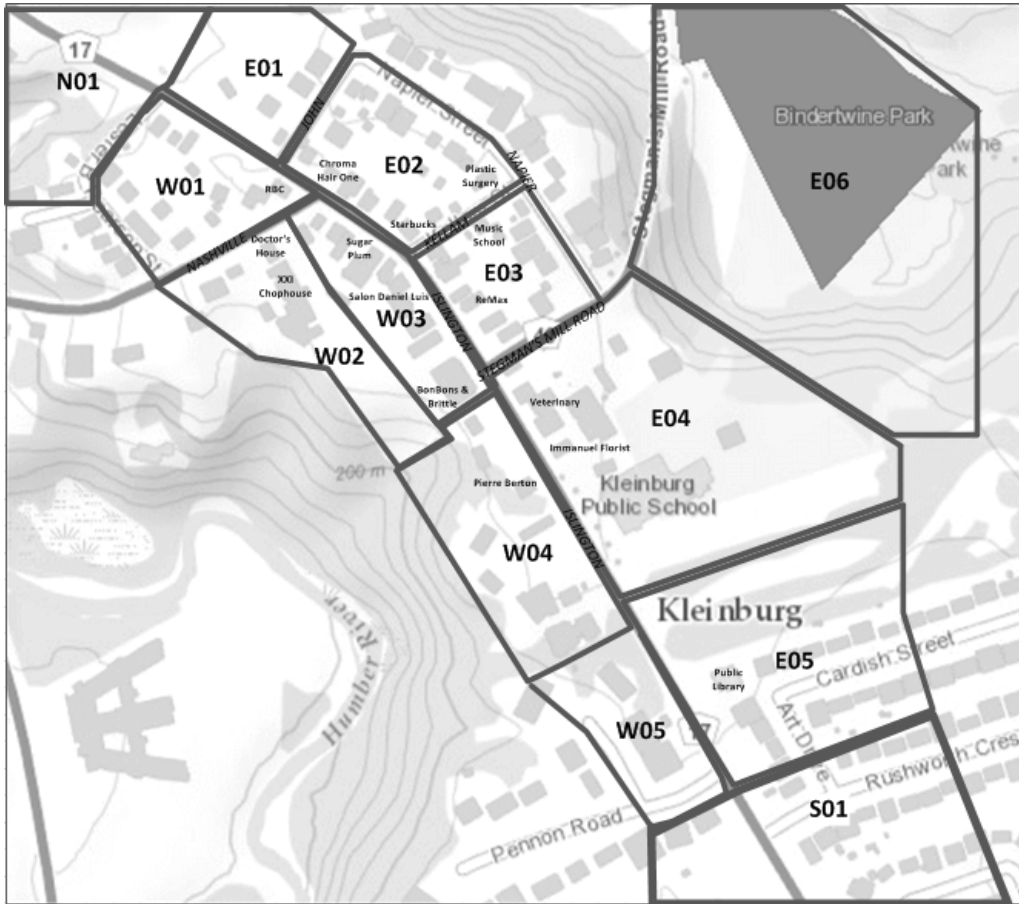 17
N01
E01
JOHN
Napier Street
NAPIER
Stegman's Mill Road
Bindertwine Park
Park
E06
Chroma
Hair One
E02
Plastic
Surgery
W01
RBC
Starbucks
KELLAM
Music
School
NASHVILLE
Doctor's
House
Sugar
Plum
E03
XXI
Chophouse
Salon Daniel Luis
ISLINGTON
ReMax
W03
STEGMAN'S MILL ROAD
W02
BonBons &
Brittle
Veterinary
E04
Immanuel Florist
200 m
Pierre Berton
Kleinburg
Public School
ISLINGTON
W04
Kleinburg
Humber River
E05
Cardish Street
Public
Library
Art Drive
W05
17
Rushworth Cres
S01
Pennon Road